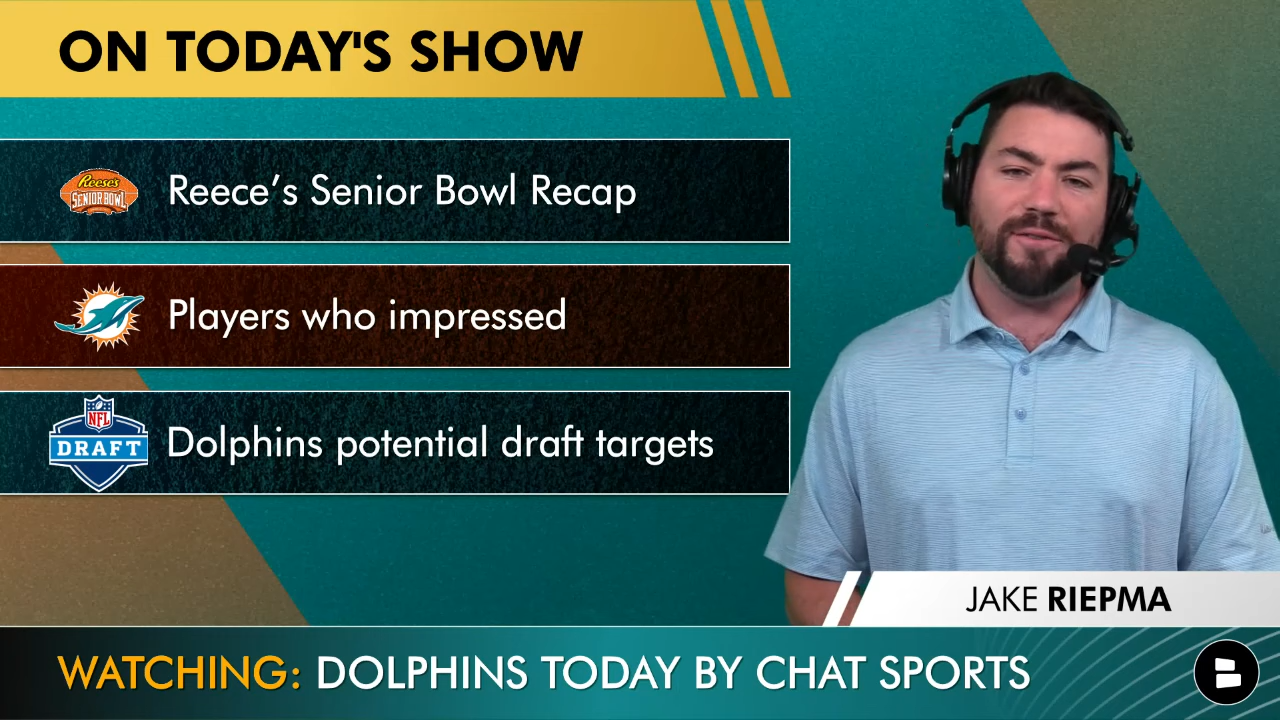 ON TODAY'S SHOW
Reese's
SENIOR BOWL
Reece's Senior Bowl Recap
Players who impressed
NFL
DRAFT
Dolphins potential draft targets
JAKE RIEPMA
WATCHING: DOLPHINS TODAY BY CHAT SPORTS